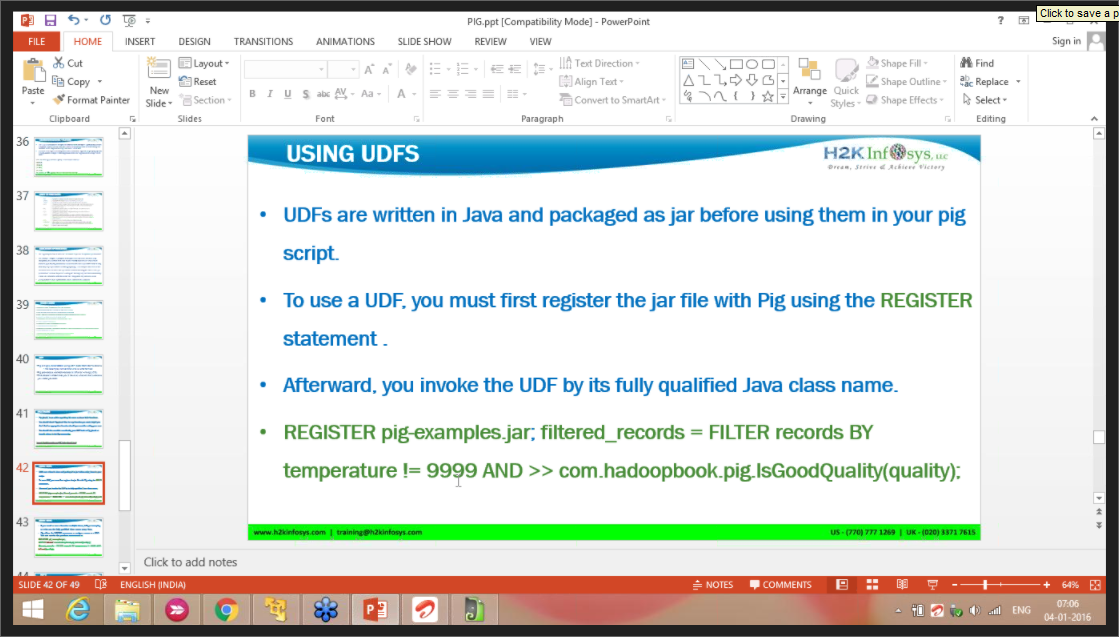 Click to save a p
PIG.ppt [Compatibility Mode] - PowerPoint
?
FILE HOME INSERT DESIGN TRANSITIONS ANIMATIONS SLIDE SHOW REVIEW VIEW Sign in
Paste
Cut
Copy
Format Painter
Clipboard
New
Slide
Layout
Reset
Section
Slides
B I U S abc AV Aa A
Font
Text Direction
Align Text
Convert to SmartArt
Paragraph
Arrange
Quick
Styles
Shape Fill
Shape Outline
Shape Effects
Drawing
Find
Replace
Select
Editing
36
37
38
39
40
41
42
43
44
USING UDFS
H2K Infosys, LLC
Dream, Strive & Achieve Victory
• UDFs are written in Java and packaged as jar before using them in your pig
script.
• To use a UDF, you must first register the jar file with Pig using the REGISTER
statement .
• Afterward, you invoke the UDF by its fully qualified Java class name.
• REGISTER pig-examples.jar; filtered_records = FILTER records BY
temperature != 9999 AND >> com.hadoopbook.pig.IsGoodQuality(quality);
www.h2kinfosys.com | training@h2kinfosys.com US - (770) 777 1269 | UK - (020) 3371 7615
Click to add notes
SLIDE 42 OF 49 ENGLISH (INDIA) NOTES COMMENTS 64%
ENG
07:06
04-01-2016